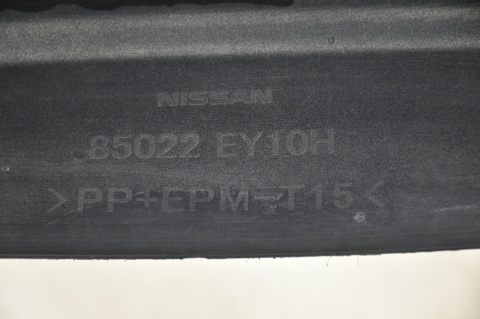 NISSAN
85022 EY10H
>PP+EPM-T15<